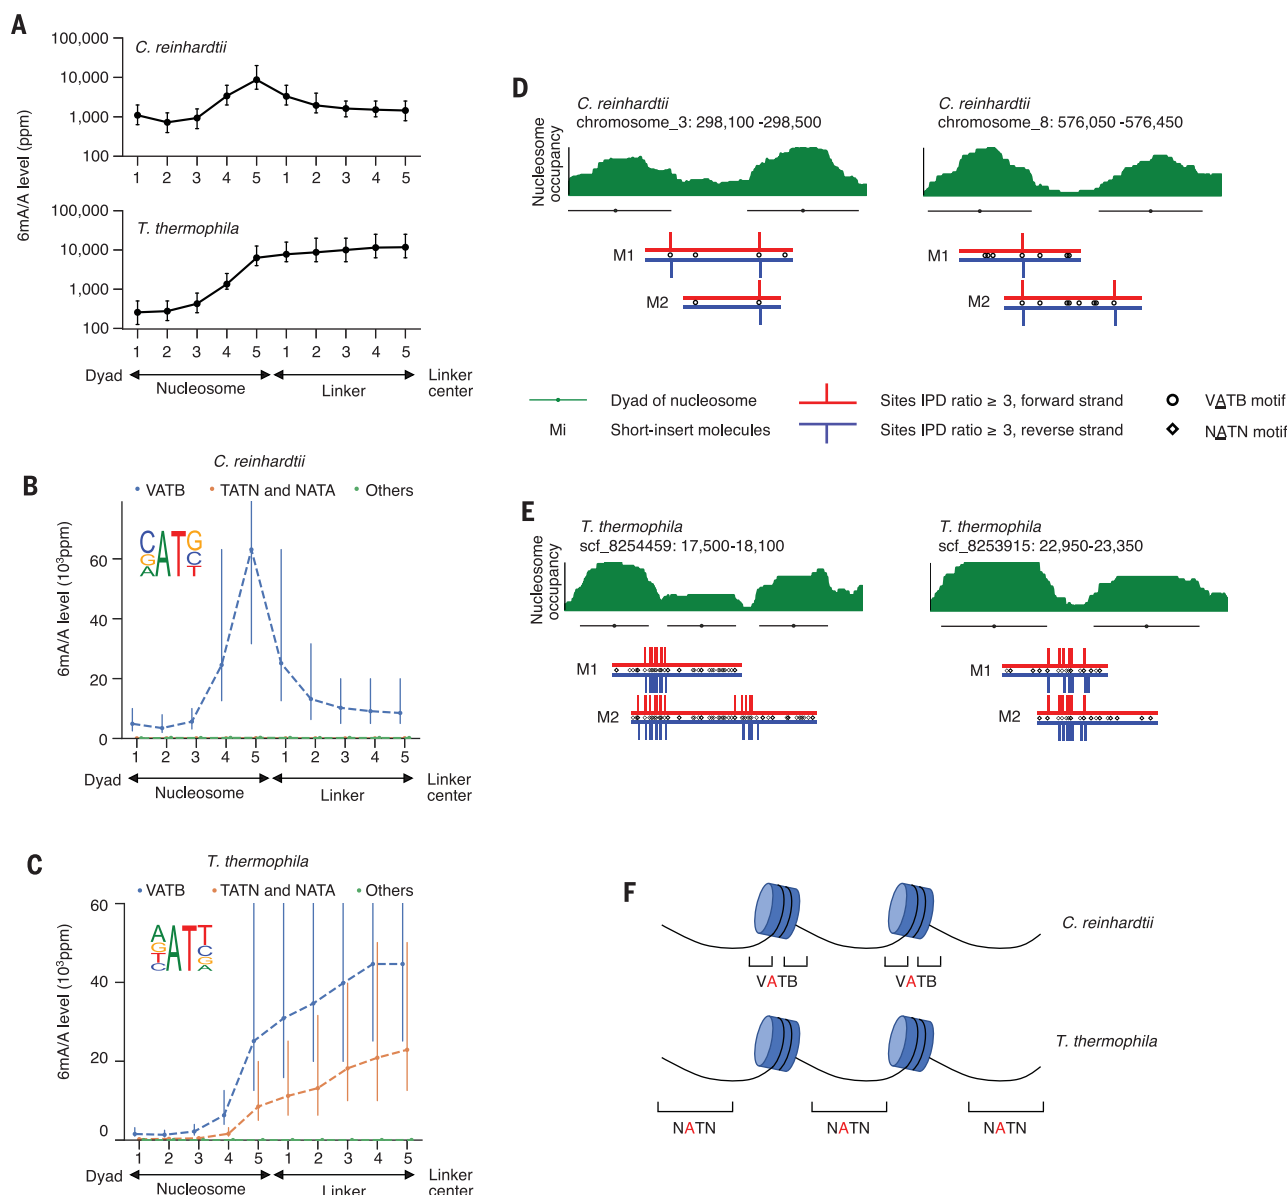 A
C. reinhardtii
100,000
10,000
1,000
100
1 2 3 4 5 1 2 3 4 5
6mA/A level (ppm)
T. thermophila
100,000
10,000
1,000
100
1 2 3 4 5 1 2 3 4 5
Dyad
Nucleosome
Linker
Linker center
B
C. reinhardtii
VATB
TATN and NATA
Others
6mA/A level (10³ppm)
60
40
20
0
C G A A T G C T
1 2 3 4 5 1 2 3 4 5
Dyad
Nucleosome
Linker
Linker center
C
T. thermophila
VATB
TATN and NATA
Others
6mA/A level (10³ppm)
60
40
20
0
A G T C A T T C G A
1 2 3 4 5 1 2 3 4 5
Dyad
Nucleosome
Linker
Linker center
D
C. reinhardtii
chromosome_3: 298,100 -298,500
C. reinhardtii
chromosome_8: 576,050 -576,450
Nucleosome occupancy
M1
M2
M1
M2
Dyad of nucleosome
Mi
Short-insert molecules
Sites IPD ratio ≥ 3, forward strand
Sites IPD ratio ≥ 3, reverse strand
VATB motif
NATN motif
E
T. thermophila
scf_8254459: 17,500-18,100
T. thermophila
scf_8253915: 22,950-23,350
Nucleosome occupancy
M1
M2
M1
M2
F
C. reinhardtii
VATB
VATB
T. thermophila
NATN
NATN
NATN